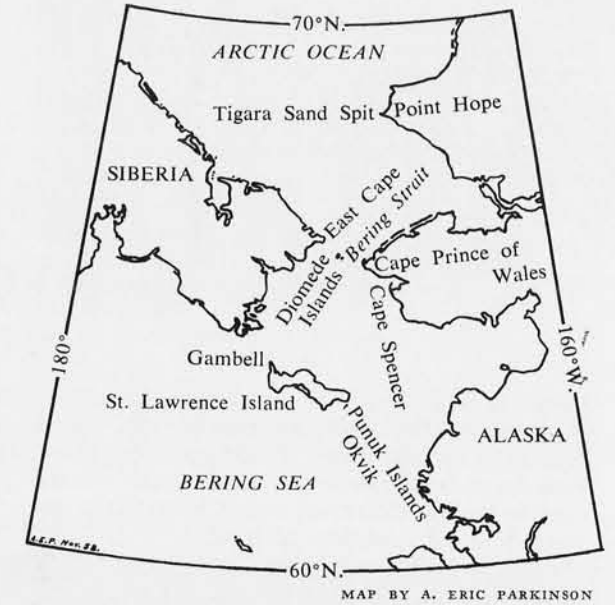 70°N.
ARCTIC OCEAN
Tigara Sand Spit
Point Hope
SIBERIA
East Cape
Bering Strait
Diomede
Islands
Cape Prince of
Wales
Cape Spencer
180°
160°W.
Gambell
St. Lawrence Island
Punuk Islands
Okvik
ALASKA
BERING SEA
A.E.P. Nov. 58.
60°N.
MAP BY A. ERIC PARKINSON